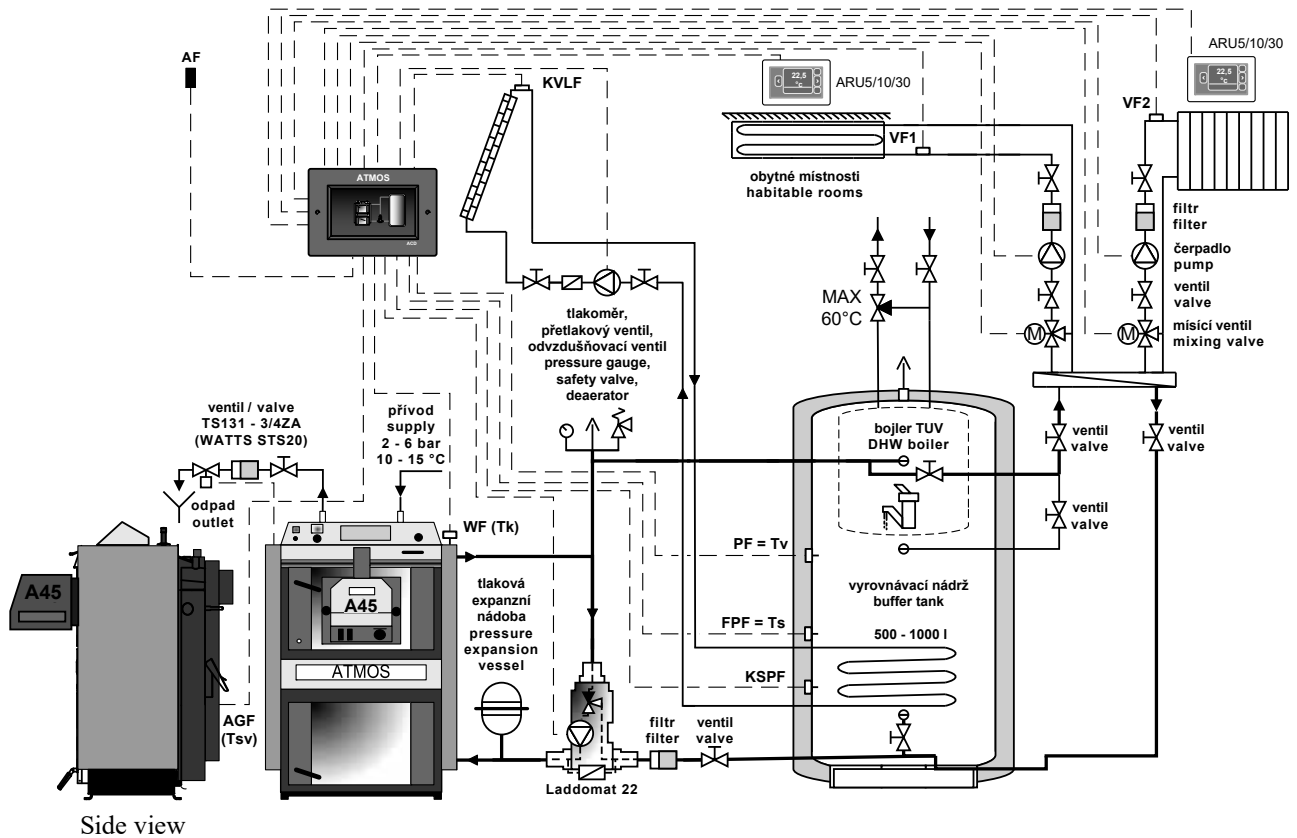 AF
KVLF
ARU5/10/30
22,5
°C
ARU5/10/30
22,5
°C
VF2
VF1
ATMOS
ACD
obytné místnosti
habitable rooms
filtr
filter
čerpadlo
pump
ventil
valve
mísící ventil
mixing valve
M
M
MAX
60°C
tlakoměr,
přetlakový ventil,
odvzdušňovací ventil
pressure gauge,
safety valve,
deaerator
ventil / valve
TS131 - 3/4ZA
(WATTS STS20)
přívod
supply
2 - 6 bar
10 - 15 °C
odpad
outlet
bojler TUV
DHW boiler
ventil
valve
ventil
valve
ventil
valve
WF (Tk)
PF = Tv
tlaková
expanzní
nádoba
pressure
expansion
vessel
vyrovnávací nádrž
buffer tank
FPF = Ts
500 - 1000 l
KSPF
A45
A45
ATMOS
AGF
(Tsv)
filtr
filter
ventil
valve
Laddomat 22
Side view